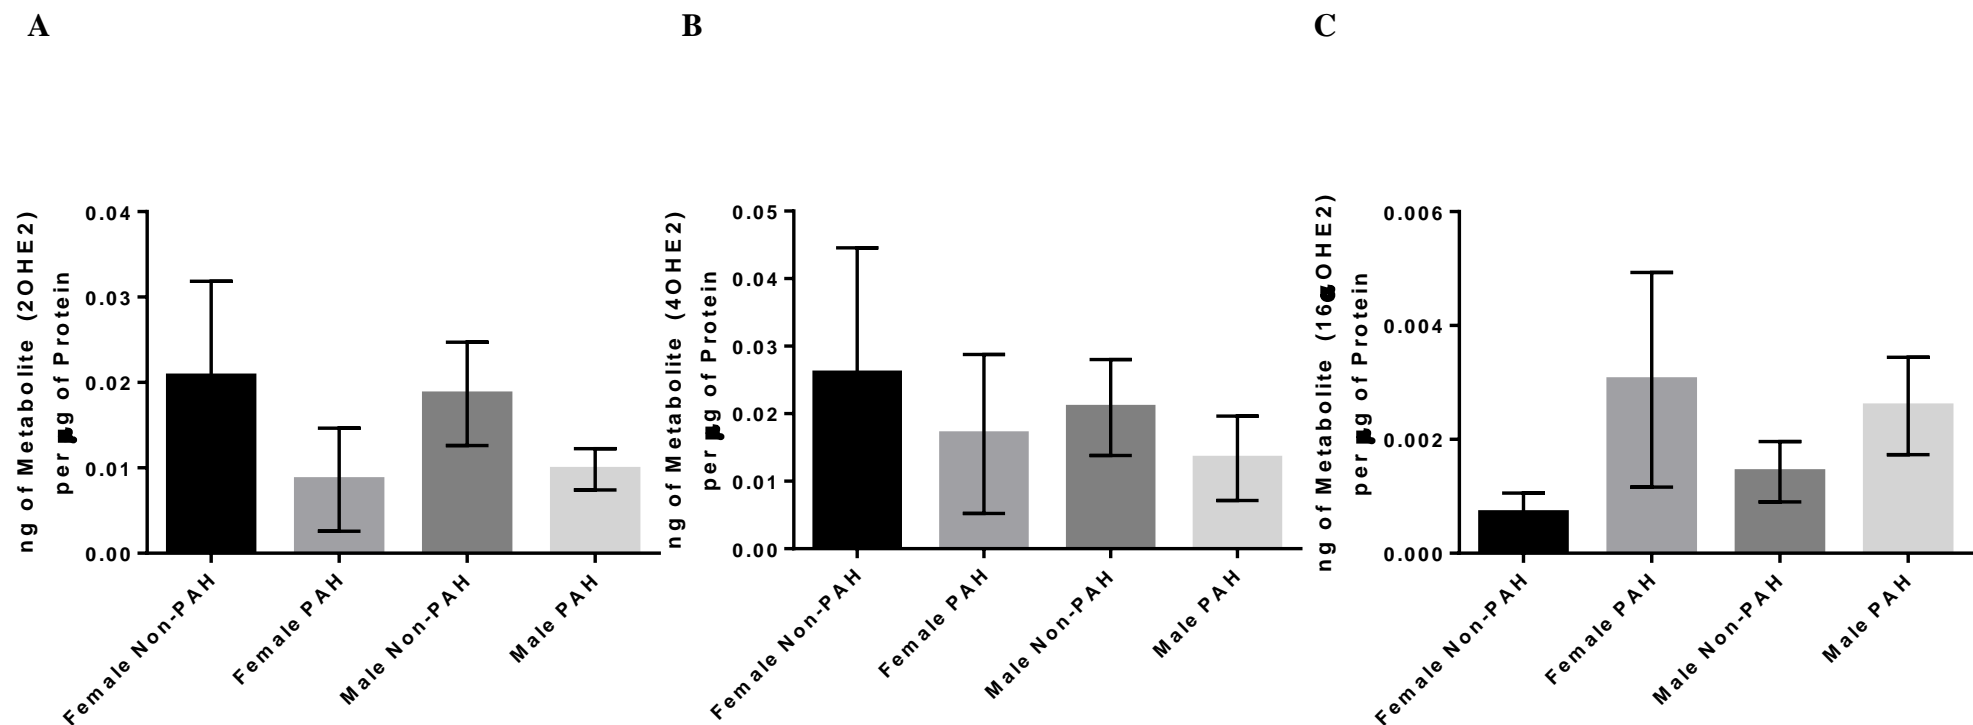 A
B
C
ng of Metabolite (2OHE2)
per µg of Protein
0.04
0.03
0.02
0.01
0.00
Female Non-PAH
Female PAH
Male Non-PAH
Male PAH
ng of Metabolite (4OHE2)
per µg of Protein
0.05
0.04
0.03
0.02
0.01
0.00
Female Non-PAH
Female PAH
Male Non-PAH
Male PAH
ng of Metabolite (16αOHE2)
per µg of Protein
0.006
0.004
0.002
0.000
Female Non-PAH
Female PAH
Male Non-PAH
Male PAH